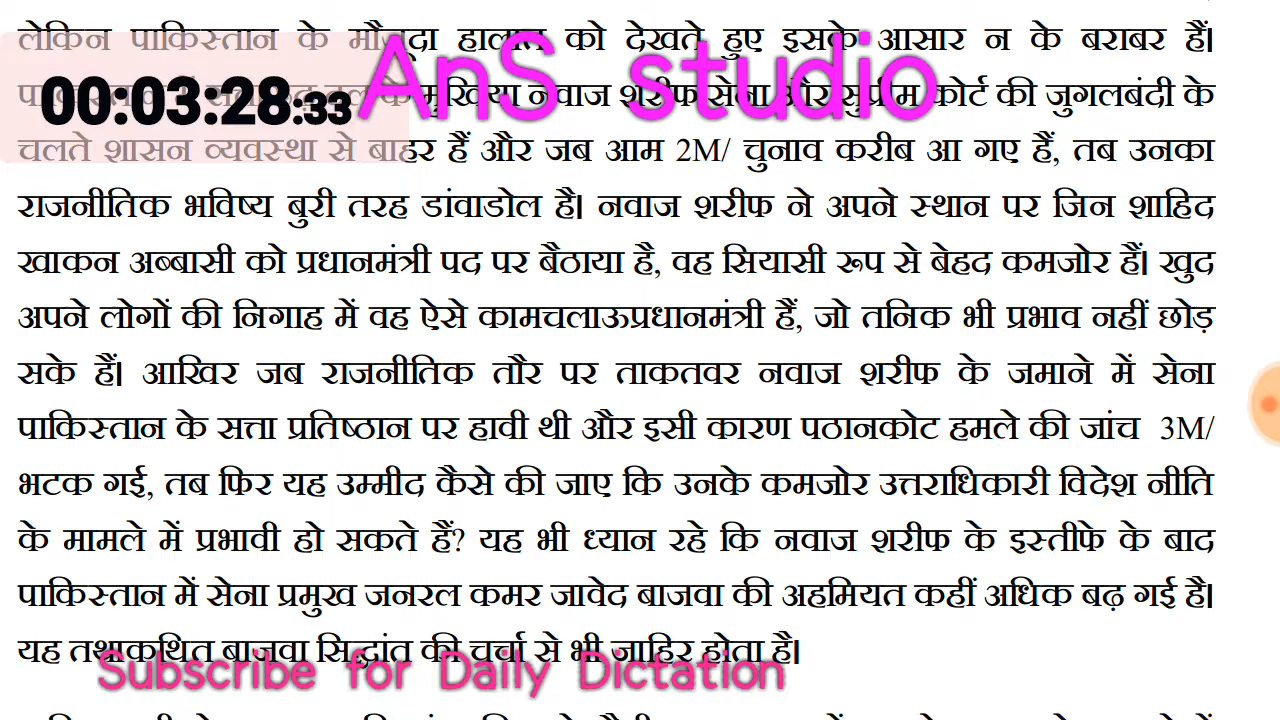 लेकिन पाकिस्तान के मौजूदा हालात को देखते हुए इसके आसार न के बराबर हैं।
AnS studio
00:03:28:33
के मुखिया नवाज शरीफ सेना और सुप्रीम कोर्ट की जुगलबंदी के
चलते शासन व्यवस्था से बाहर हैं और जब आम 2M/ चुनाव करीब आ गए हैं, तब उनका
राजनीतिक भविष्य बुरी तरह डांवाडोल है। नवाज शरीफ ने अपने स्थान पर जिन शाहिद
खाकन अब्बासी को प्रधानमंत्री पद पर बैठाया है, वह सियासी रूप से बेहद कमजोर हैं। खुद
अपने लोगों की निगाह में वह ऐसे कामचलाऊप्रधानमंत्री हैं, जो तनिक भी प्रभाव नहीं छोड़
सके हैं। आखिर जब राजनीतिक तौर पर ताकतवर नवाज शरीफ के जमाने में सेना
पाकिस्तान के सत्ता प्रतिष्ठान पर हावी थी और इसी कारण पठानकोट हमले की जांच 3M/
भटक गई, तब फिर यह उम्मीद कैसे की जाए कि उनके कमजोर उत्तराधिकारी विदेश नीति
के मामले में प्रभावी हो सकते हैं? यह भी ध्यान रहे कि नवाज शरीफ के इस्तीफे के बाद
पाकिस्तान में सेना प्रमुख जनरल कमर जावेद बाजवा की अहमियत कहीं अधिक बढ़ गई है।
यह तथाकथित बाजवा सिद्धांत की चर्चा से भी जाहिर होता है।
Subscribe for Daily Dictation